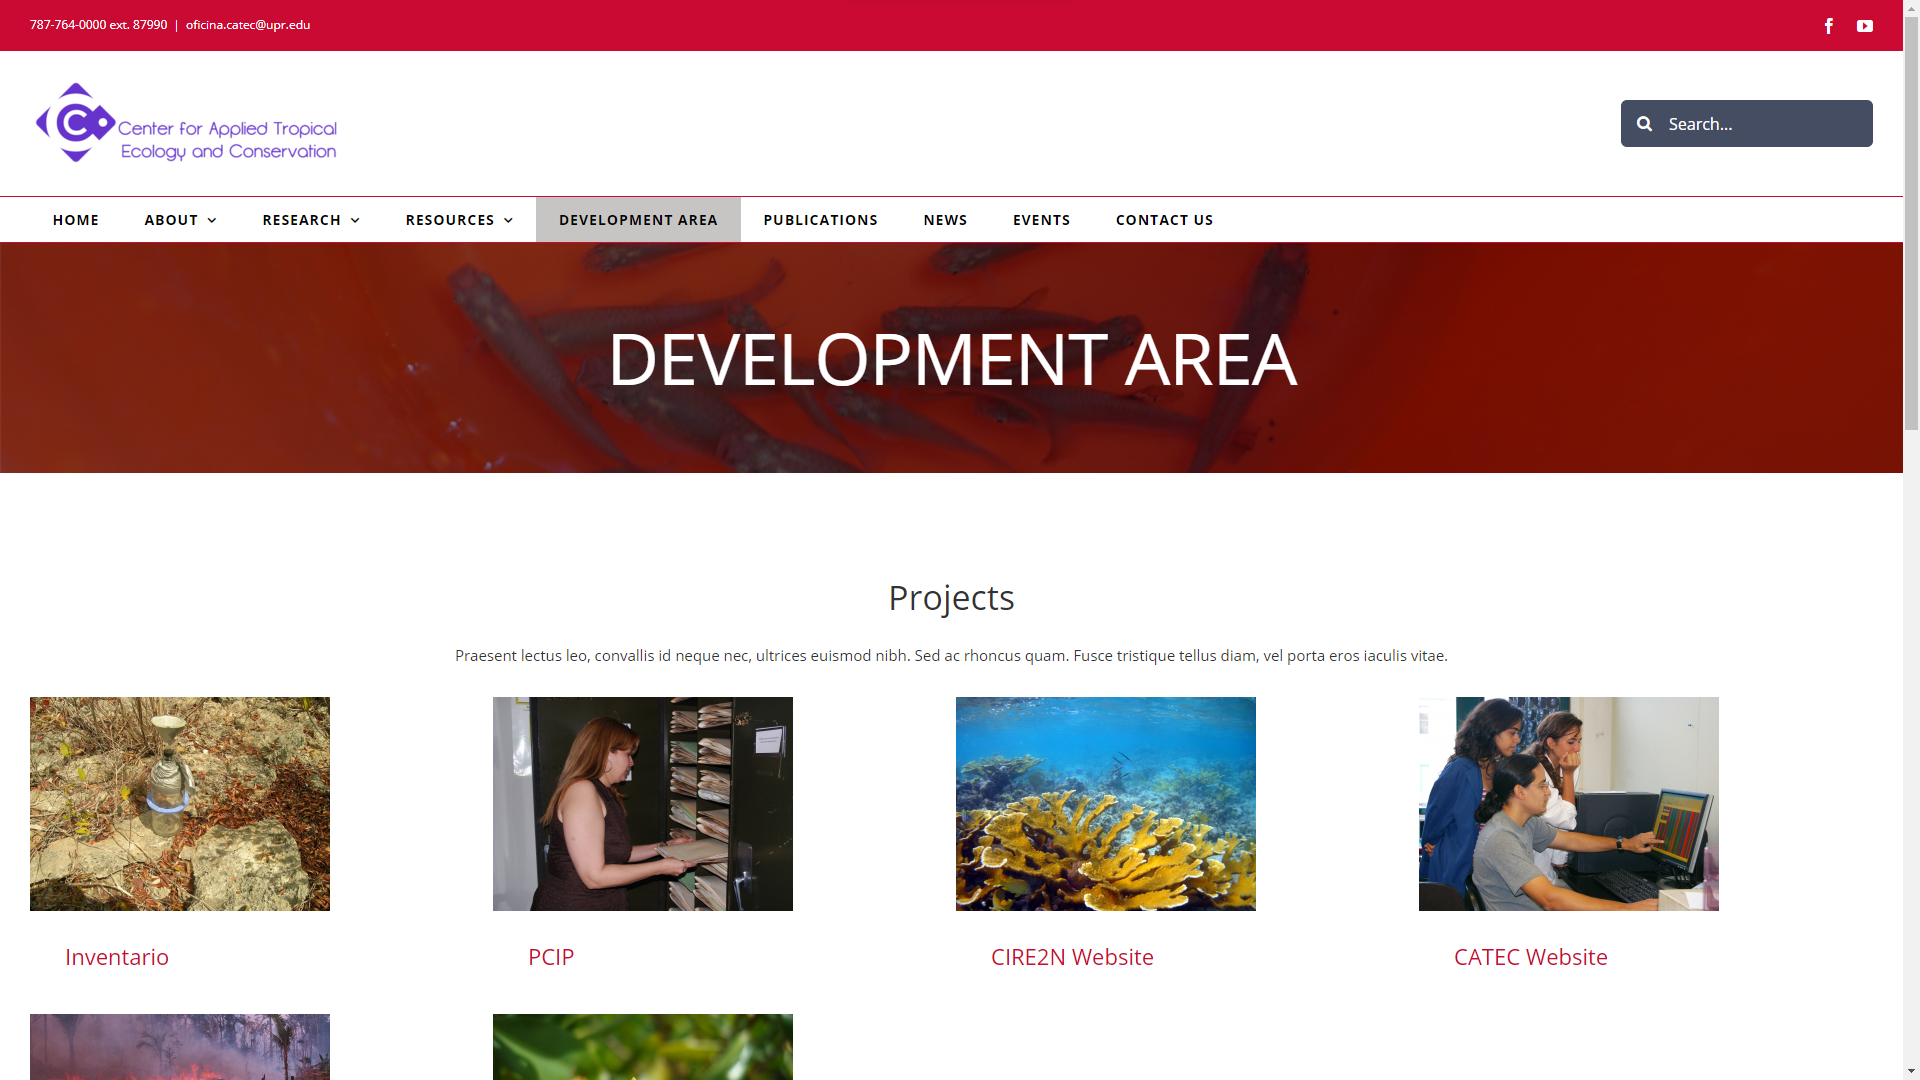 787-764-0000 ext. 87990 | oficina.catec@upr.edu
Center for Applied Tropical
Ecology and Conservation
Search...
HOME ABOUT RESEARCH RESOURCES DEVELOPMENT AREA PUBLICATIONS NEWS EVENTS CONTACT US
DEVELOPMENT AREA
Projects
Praesent lectus leo, convallis id neque nec, ultrices euismod nibh. Sed ac rhoncus quam. Fusce tristique tellus diam, vel porta eros iaculis vitae.
Inventario
PCIP
CIRE2N Website
CATEC Website